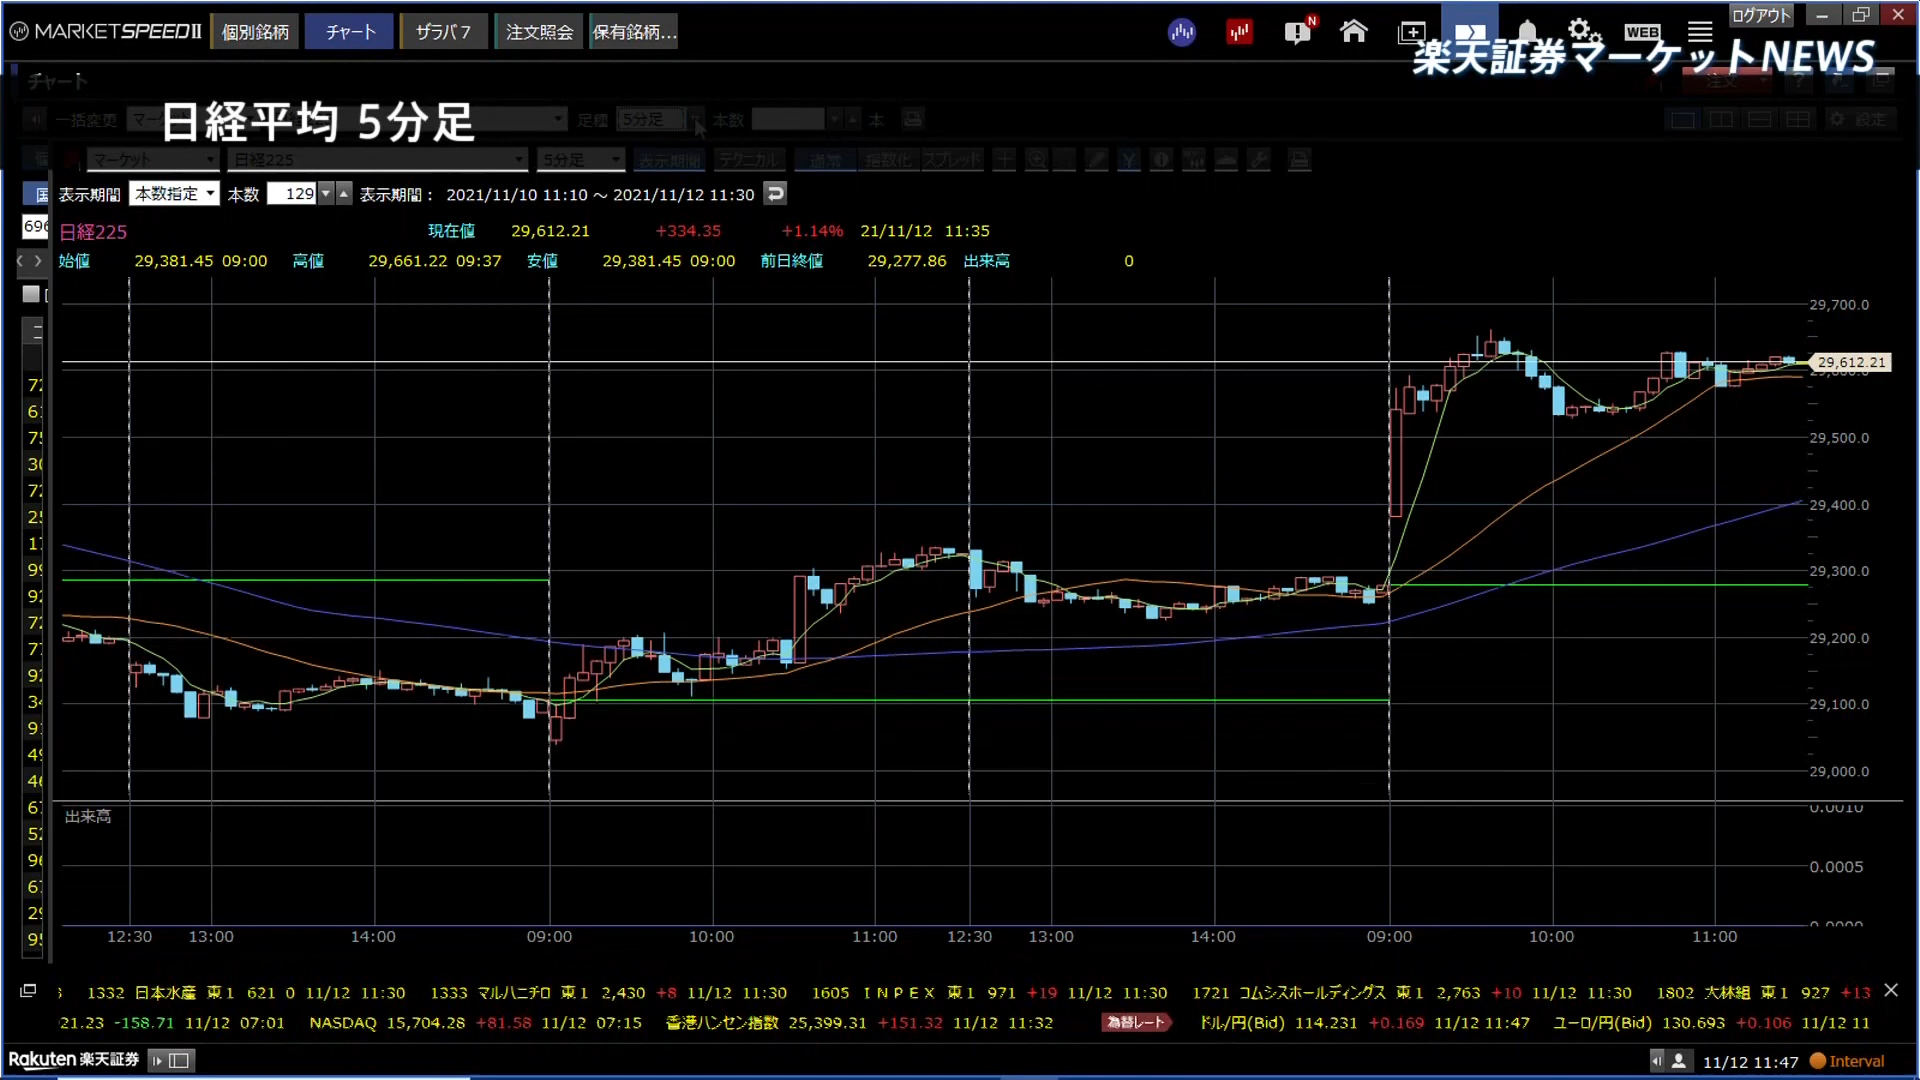 MARKETSPEEDII 個別銘柄 チャート ザラバ7 注文照会 保有銘柄... N WEB ログアウト
楽天証券マーケットNEWS
チャート 注文 ?
日経平均 5分足
一括変更 足種 5分足 本数 本 設定
マーケット 日経225 5分足 表示期間 テクニカル 通常 指数化 スプレッド
表示期間 本数指定 本数 129 表示期間: 2021/11/10 11:10 ~ 2021/11/12 11:30
日経225 現在値 29,612.21 +334.35 +1.14% 21/11/12 11:35
始値 29,381.45 09:00 高値 29,661.22 09:37 安値 29,381.45 09:00 前日終値 29,277.86 出来高 0
29,700.0
29,612.21
29,500.0
29,400.0
29,300.0
29,200.0
29,100.0
29,000.0
出来高
0.0010
0.0005
0.0000
12:30 13:00 14:00 09:00 10:00 11:00 12:30 13:00 14:00 09:00 10:00 11:00
1332 日本水産 東1 621 0 11/12 11:30 1333 マルハニチロ 東1 2,430 +8 11/12 11:30 1605 INPEX 東1 971 +19 11/12 11:30 1721 コムシスホールディングス 東1 2,763 +10 11/12 11:30 1802 大林組 東1 927 +13
21.23 -158.71 11/12 07:01 NASDAQ 15,704.28 +81.58 11/12 07:15 香港ハンセン指数 25,399.31 +151.32 11/12 11:32 為替レート ドル/円(Bid) 114.231 +0.169 11/12 11:47 ユーロ/円(Bid) 130.693 +0.106 11/12 11
Rakuten 楽天証券 11/12 11:47 Interval